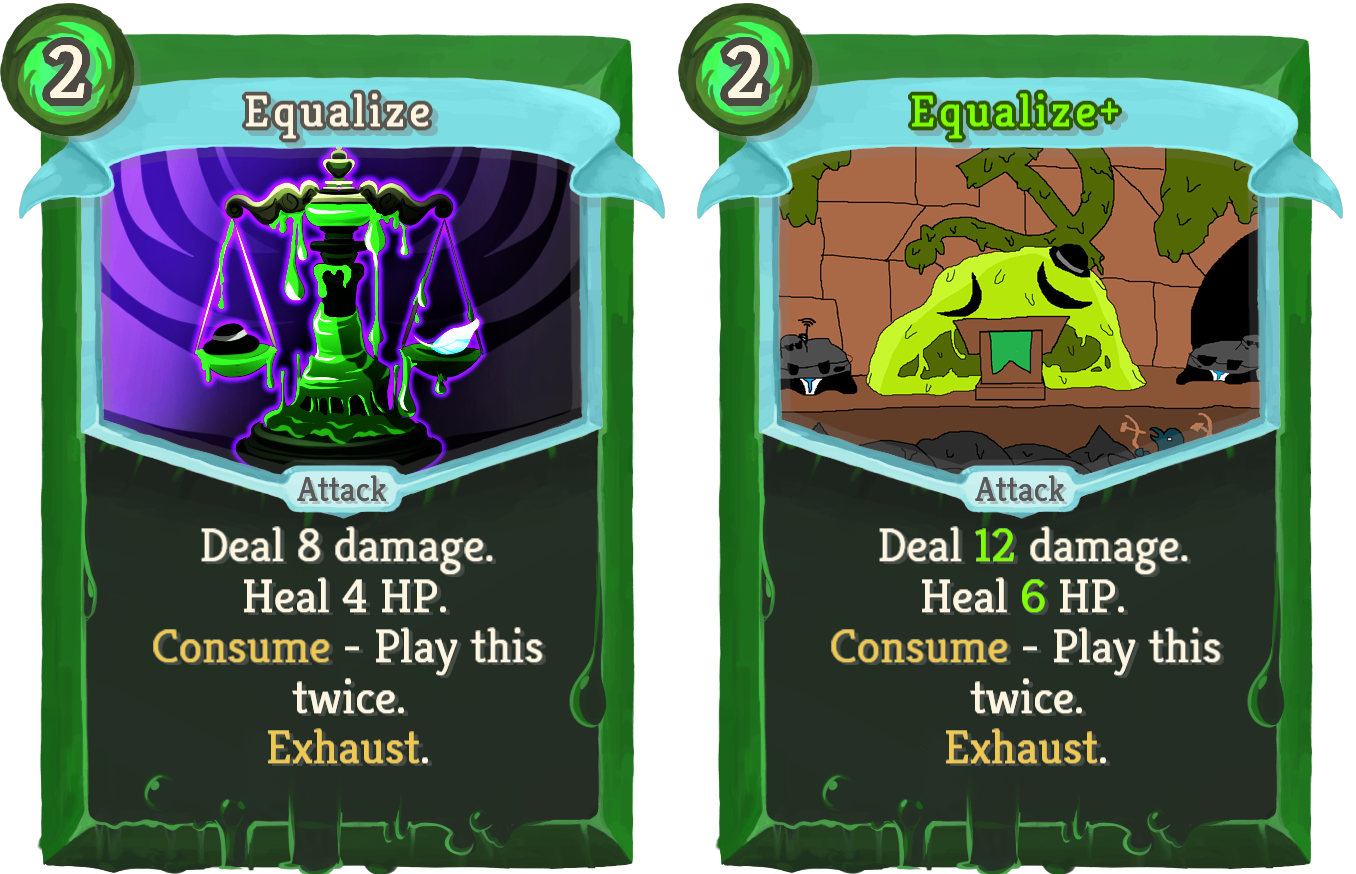 2
Equalize
Attack
Deal 8 damage.
Heal 4 HP.
Consume - Play this
twice.
Exhaust.
2
Equalize+
Attack
Deal 12 damage.
Heal 6 HP.
Consume - Play this
twice.
Exhaust.